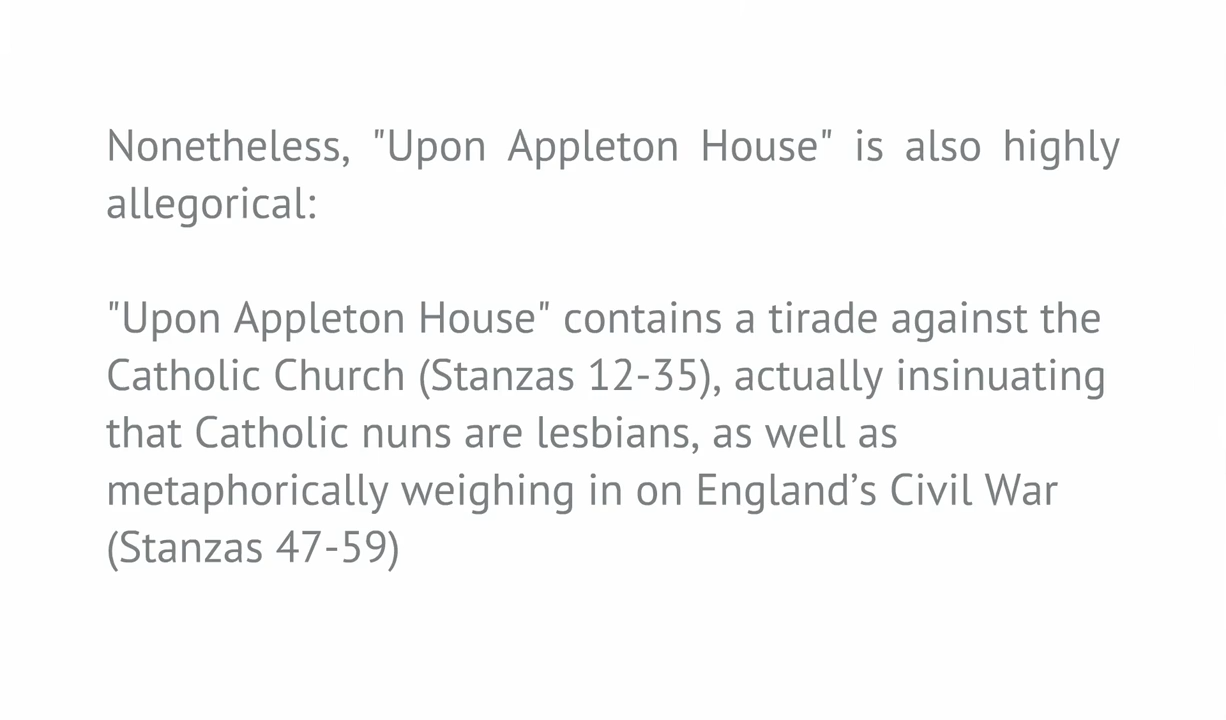 Nonetheless, "Upon Appleton House" is also highly
allegorical:
"Upon Appleton House" contains a tirade against the
Catholic Church (Stanzas 12-35), actually insinuating
that Catholic nuns are lesbians, as well as
metaphorically weighing in on England’s Civil War
(Stanzas 47-59)